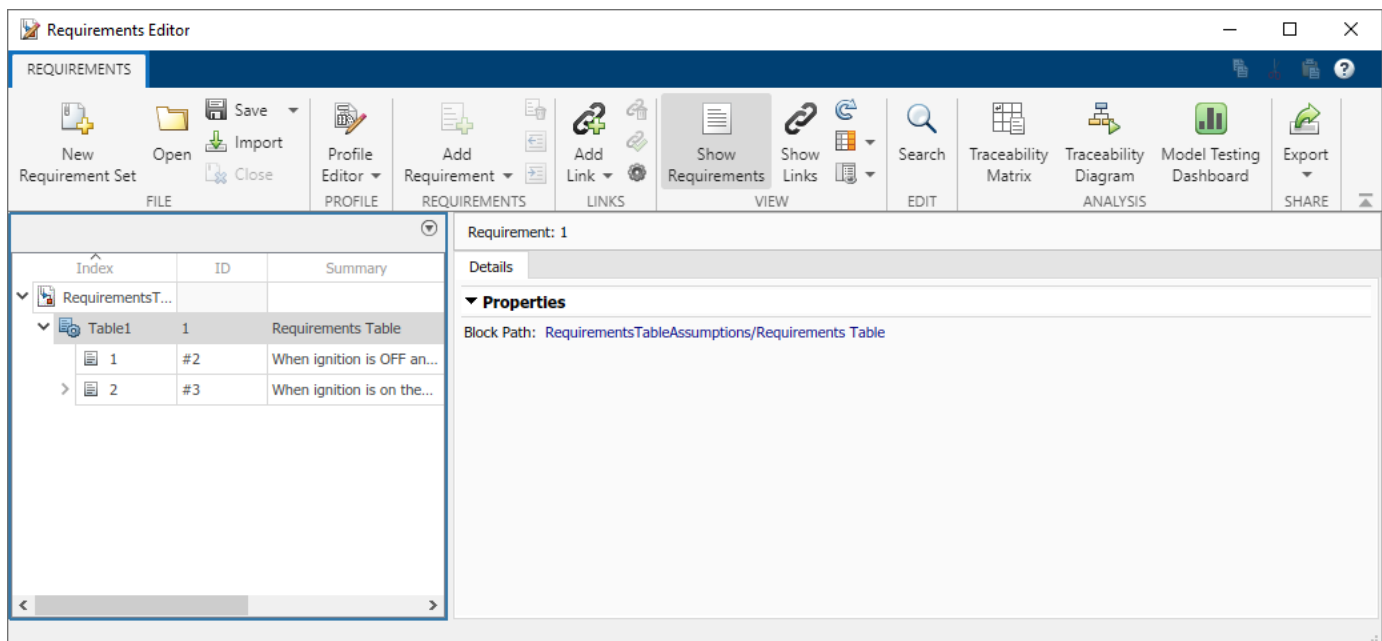 Requirements Editor
REQUIREMENTS
New
Requirement Set
Open
Save
Import
Close
FILE
Profile
Editor
PROFILE
Add
Requirement
REQUIREMENTS
Add
Link
LINKS
Show
Requirements
Show
Links
VIEW
Search
EDIT
Traceability
Matrix
Traceability
Diagram
Model Testing
Dashboard
ANALYSIS
Export
SHARE
Index ID Summary
RequirementsT...
Table1 1 Requirements Table
1 #2 When ignition is OFF an...
2 #3 When ignition is on the...
Requirement: 1
Details
Properties
Block Path: RequirementsTableAssumptions/Requirements Table